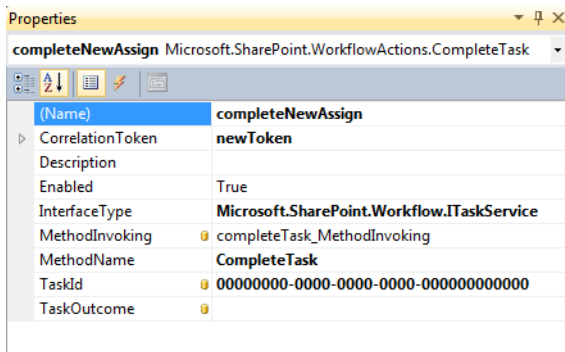 Properties
completeNewAssign Microsoft.SharePoint.WorkflowActions.CompleteTask
(Name) completeNewAssign
CorrelationToken newToken
Description
Enabled True
InterfaceType Microsoft.SharePoint.Workflow.ITaskService
MethodInvoking completeTask_MethodInvoking
MethodName CompleteTask
TaskId 00000000-0000-0000-0000-000000000000
TaskOutcome